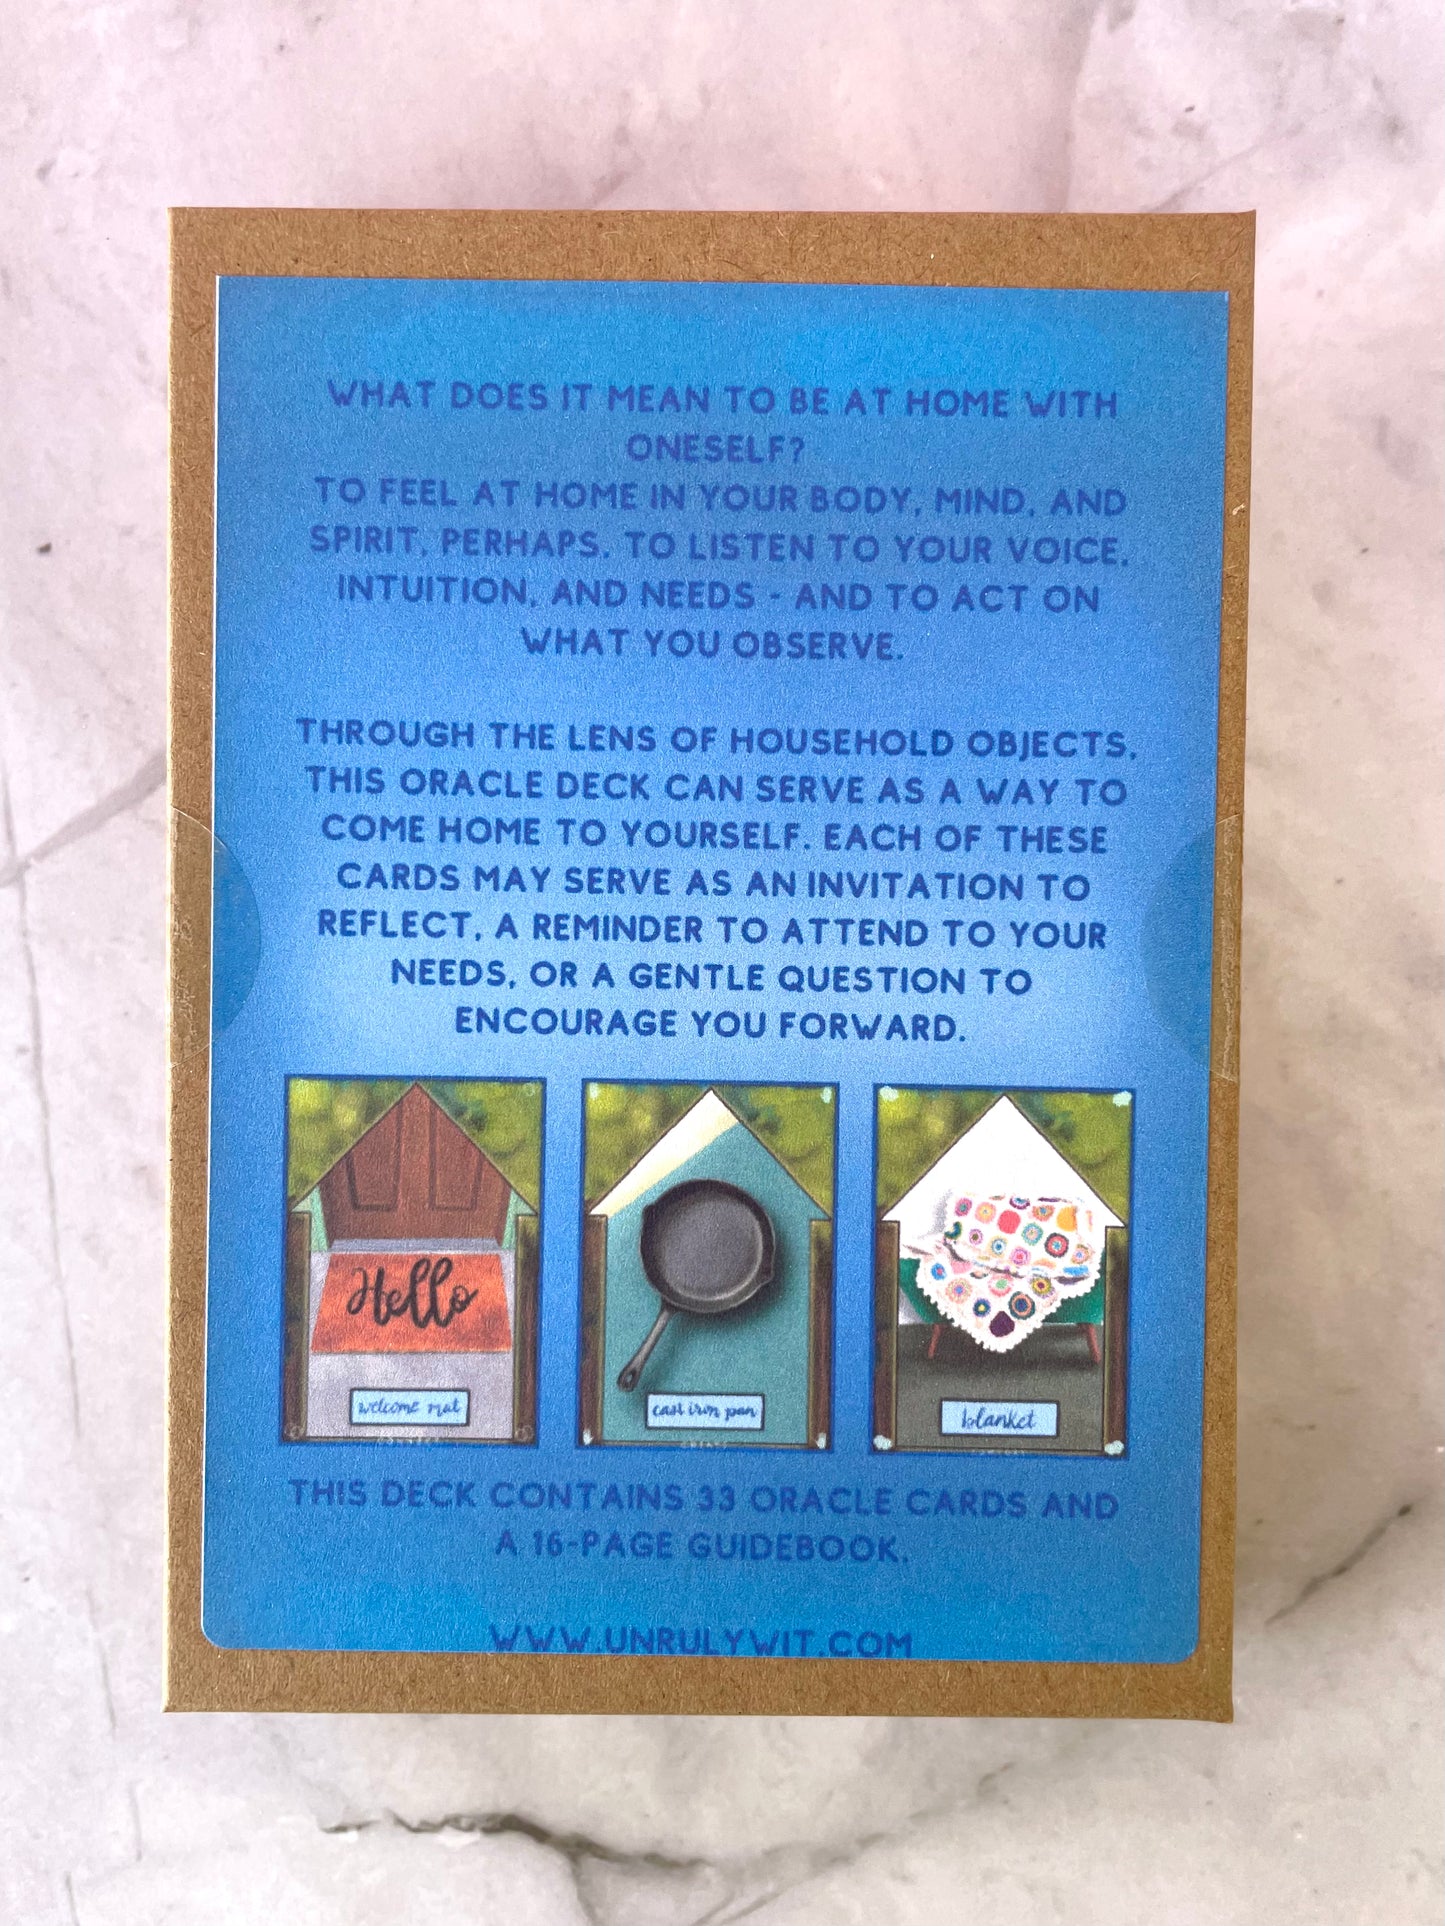 WHAT DOES IT MEAN TO BE AT HOME WITH
ONESELF?
TO FEEL AT HOME IN YOUR BODY, MIND, AND
SPIRIT, PERHAPS. TO LISTEN TO YOUR VOICE,
INTUITION, AND NEEDS - AND TO ACT ON
WHAT YOU OBSERVE.
THROUGH THE LENS OF HOUSEHOLD OBJECTS,
THIS ORACLE DECK CAN SERVE AS A WAY TO
COME HOME TO YOURSELF. EACH OF THESE
CARDS MAY SERVE AS AN INVITATION TO
REFLECT, A REMINDER TO ATTEND TO YOUR
NEEDS, OR A GENTLE QUESTION TO
ENCOURAGE YOU FORWARD.
Hello
welcome mat
CONNECT
cast iron pan
blanket
THIS DECK CONTAINS 33 ORACLE CARDS AND
A 16-PAGE GUIDEBOOK.
WWW.UNRULYWIT.COM